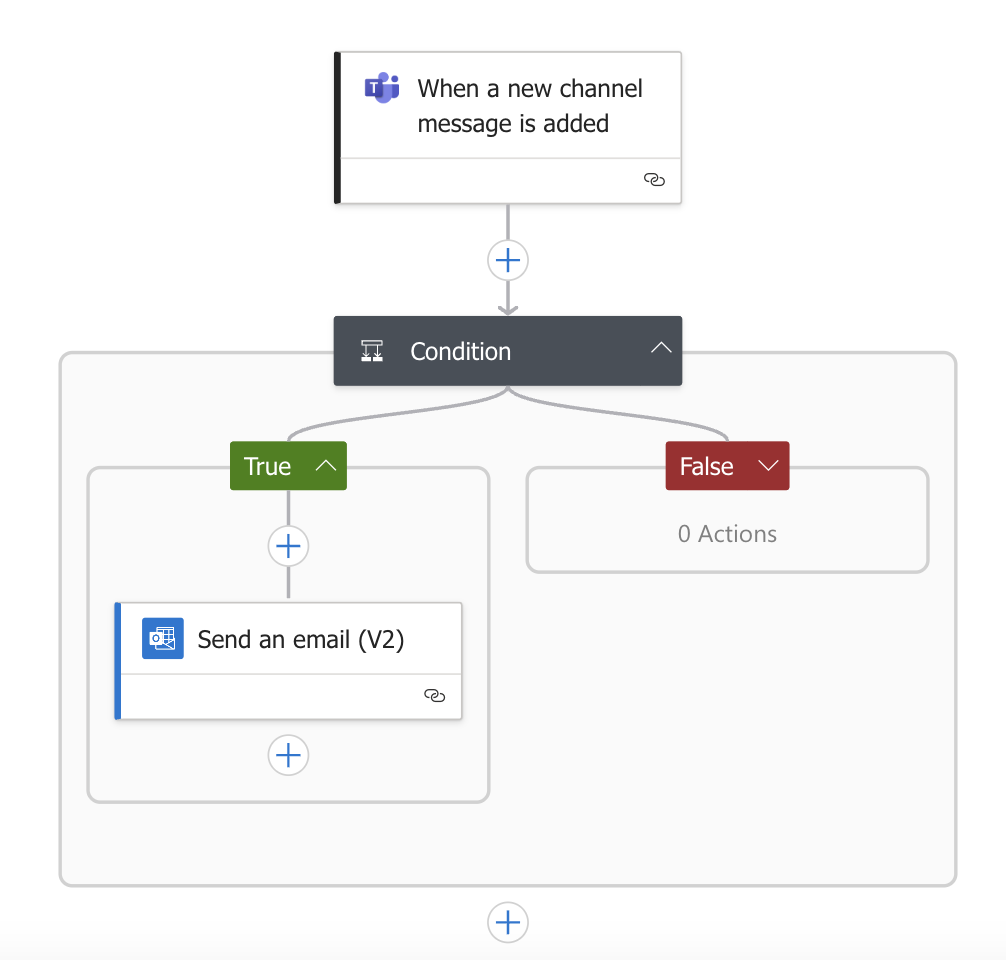 When a new channel
message is added
Condition
True
False
0 Actions
Send an email (V2)